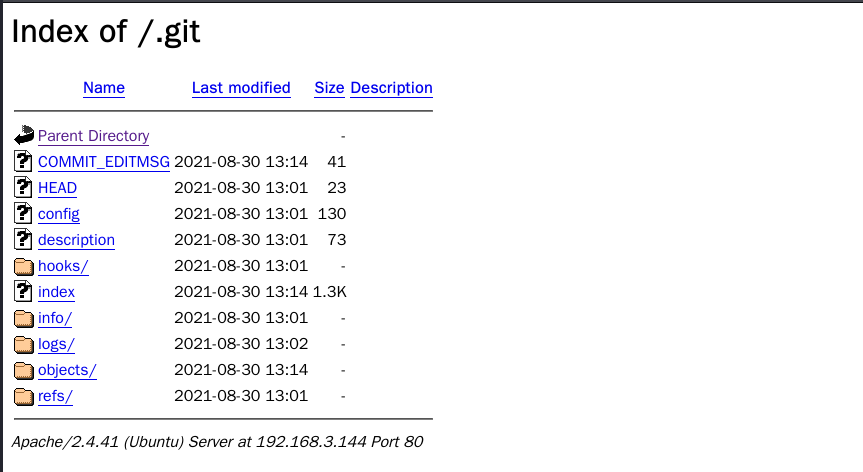 Index of /.git
Name Last modified Size Description
Parent Directory -
COMMIT_EDITMSG 2021-08-30 13:14 41
HEAD 2021-08-30 13:01 23
config 2021-08-30 13:01 130
description 2021-08-30 13:01 73
hooks/ 2021-08-30 13:01 -
index 2021-08-30 13:14 1.3K
info/ 2021-08-30 13:01 -
logs/ 2021-08-30 13:02 -
objects/ 2021-08-30 13:14 -
refs/ 2021-08-30 13:01 -
Apache/2.4.41 (Ubuntu) Server at 192.168.3.144 Port 80